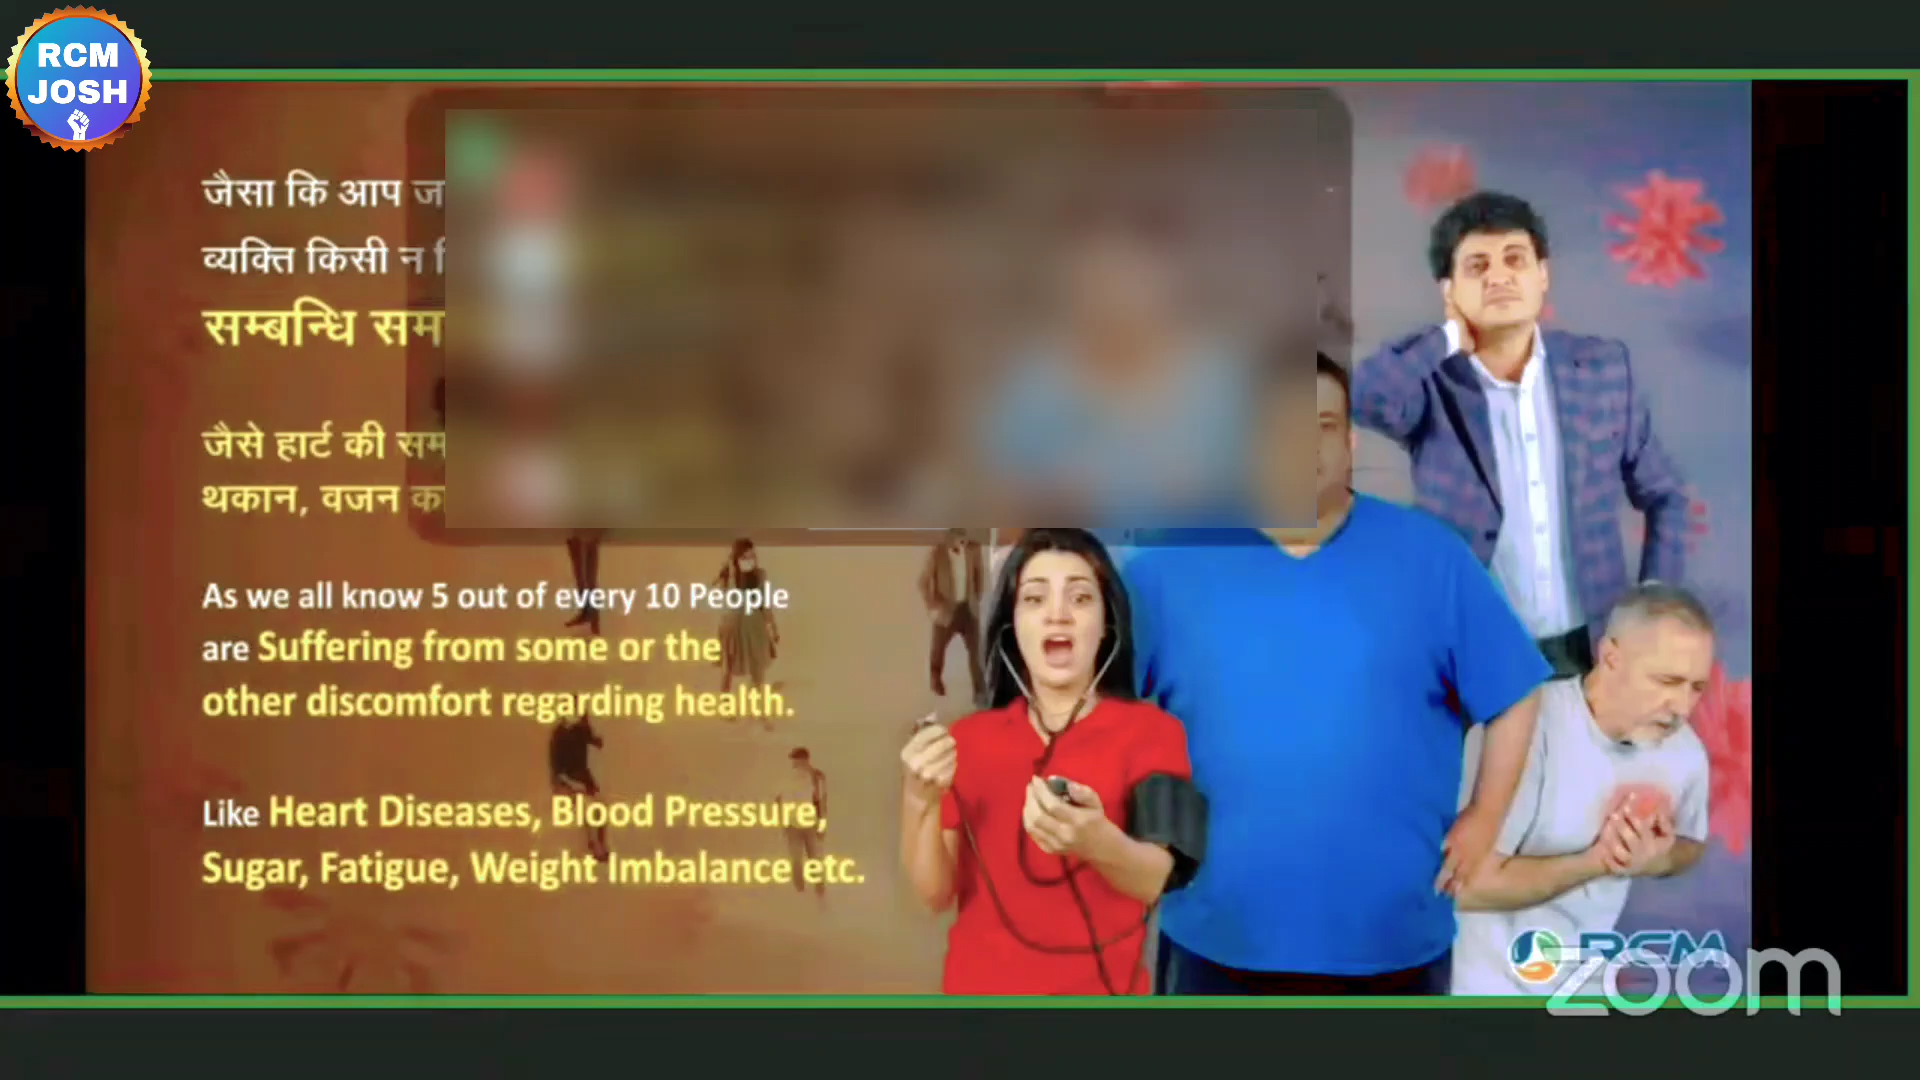 RCM
JOSH
जैसा कि आप
व्यक्ति किसी न
सम्बन्धि
जैसे हार्ट की
थकान, वजन
As we all know 5 out of every 10 People
are Suffering from some or the
other discomfort regarding health.
Like Heart Diseases, Blood Pressure,
Sugar, Fatigue, Weight Imbalance etc.
RCM
zoom